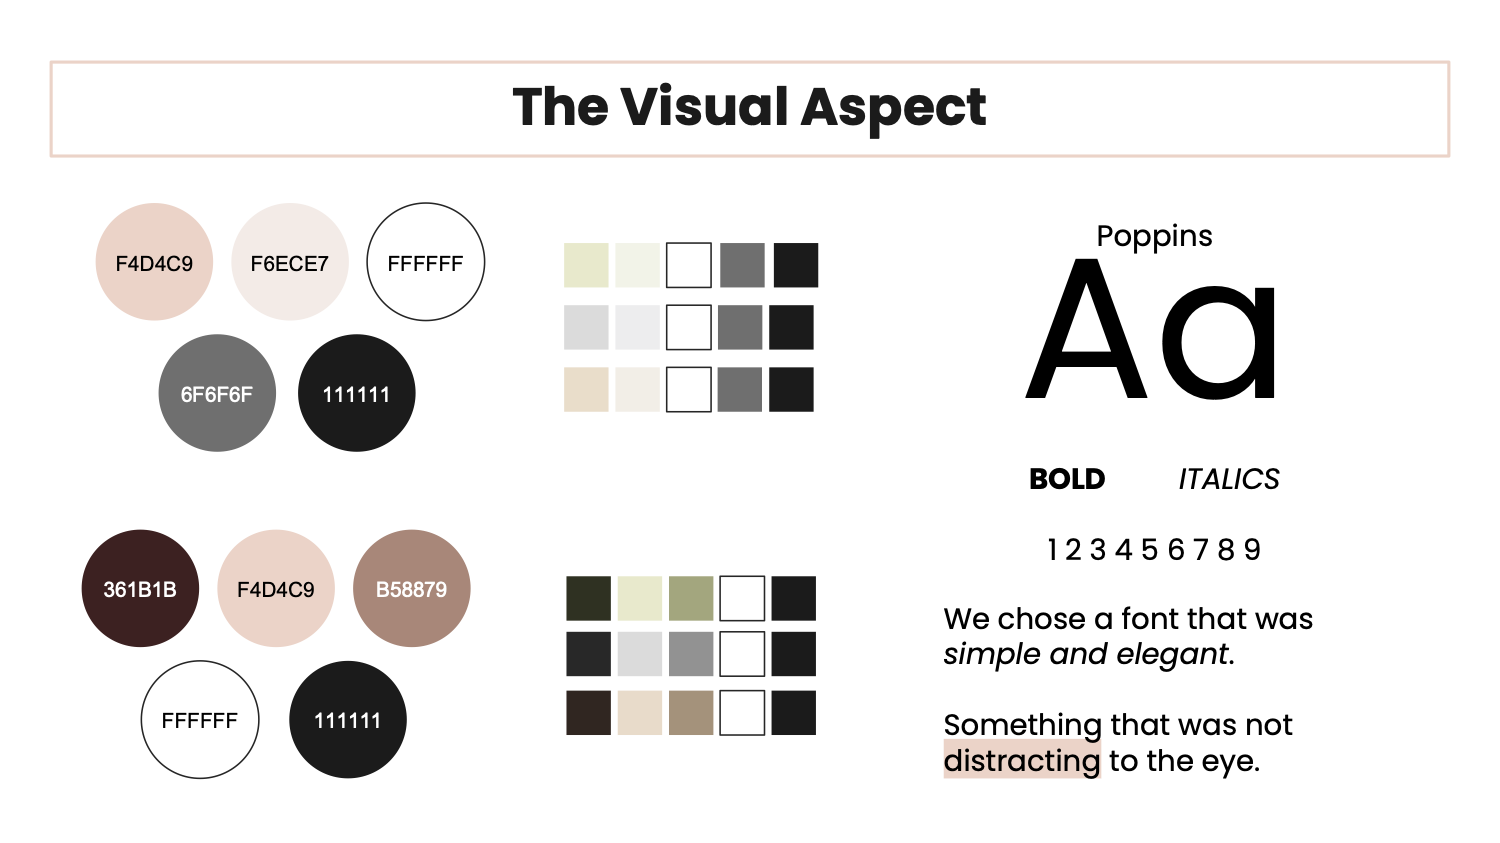 The Visual Aspect
F4D4C9
F6ECE7
FFFFFF
6F6F6F
111111
361B1B
F4D4C9
B58879
FFFFFF
111111
Poppins
Aa
BOLD
ITALICS
1 2 3 4 5 6 7 8 9
We chose a font that was
simple and elegant.
Something that was not
distracting to the eye.